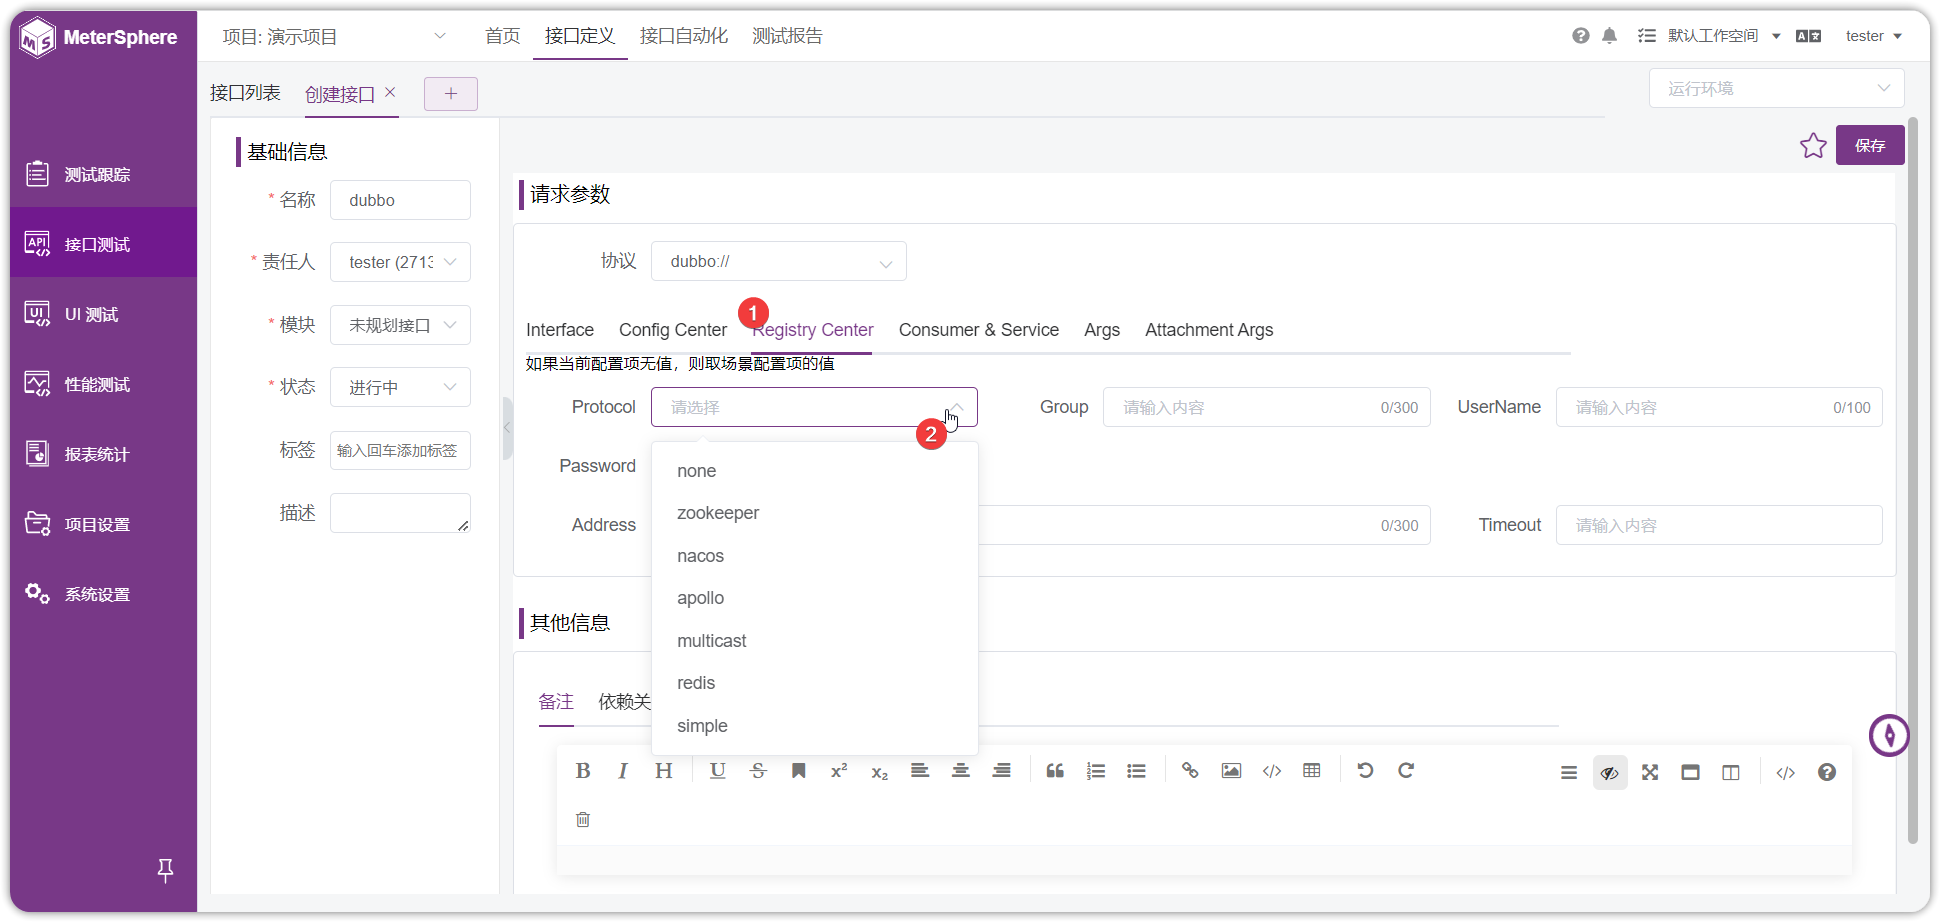 MeterSphere
项目: 演示项目
首页
接口定义
接口自动化
测试报告
默认工作空间
tester
接口列表
创建接口
+
运行环境
保存
测试跟踪
接口测试
UI 测试
性能测试
报表统计
项目设置
系统设置
基础信息
* 名称
dubbo
* 责任人
tester (2713
* 模块
未规划接口
* 状态
进行中
标签
输入回车添加标签
描述
请求参数
协议
dubbo://
1
Interface
Config Center
Registry Center
Consumer & Service
Args
Attachment Args
如果当前配置项无值，则取场景配置项的值
Protocol
请选择
2
Group
请输入内容
0/300
UserName
请输入内容
0/100
Password
Address
0/300
Timeout
请输入内容
none
zookeeper
nacos
apollo
multicast
redis
simple
其他信息
备注
依赖关